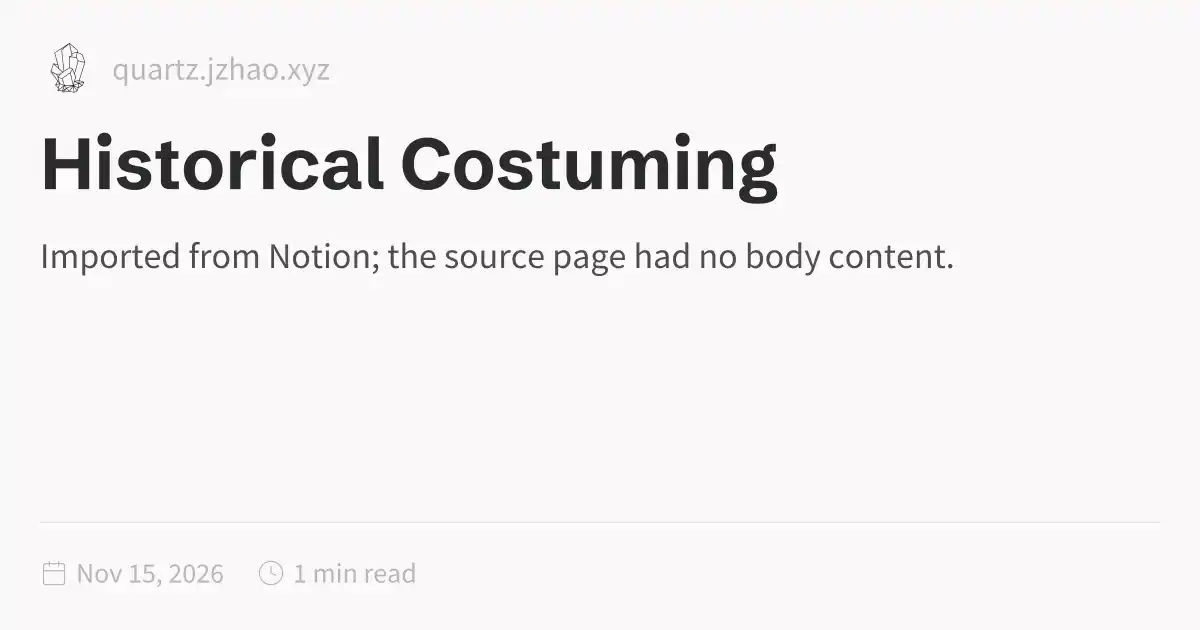 quartz.jzhao.xyz
Historical Costuming
Imported from Notion; the source page had no body content.
Nov 15, 2026 1 min read